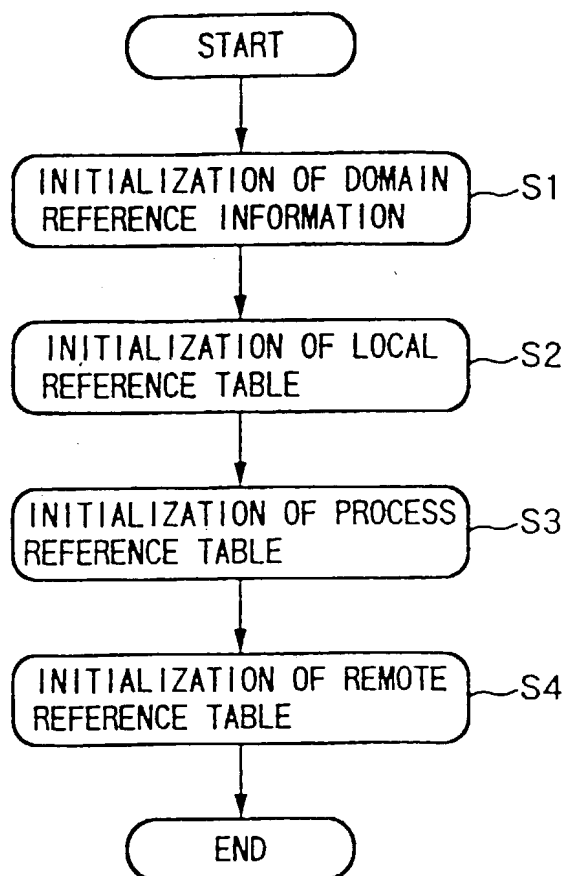 START
INITIALIZATION OF DOMAIN
REFERENCE INFORMATION
S1
INITIALIZATION OF LOCAL
REFERENCE TABLE
S2
INITIALIZATION OF PROCESS
REFERENCE TABLE
S3
INITIALIZATION OF REMOTE
REFERENCE TABLE
S4
END